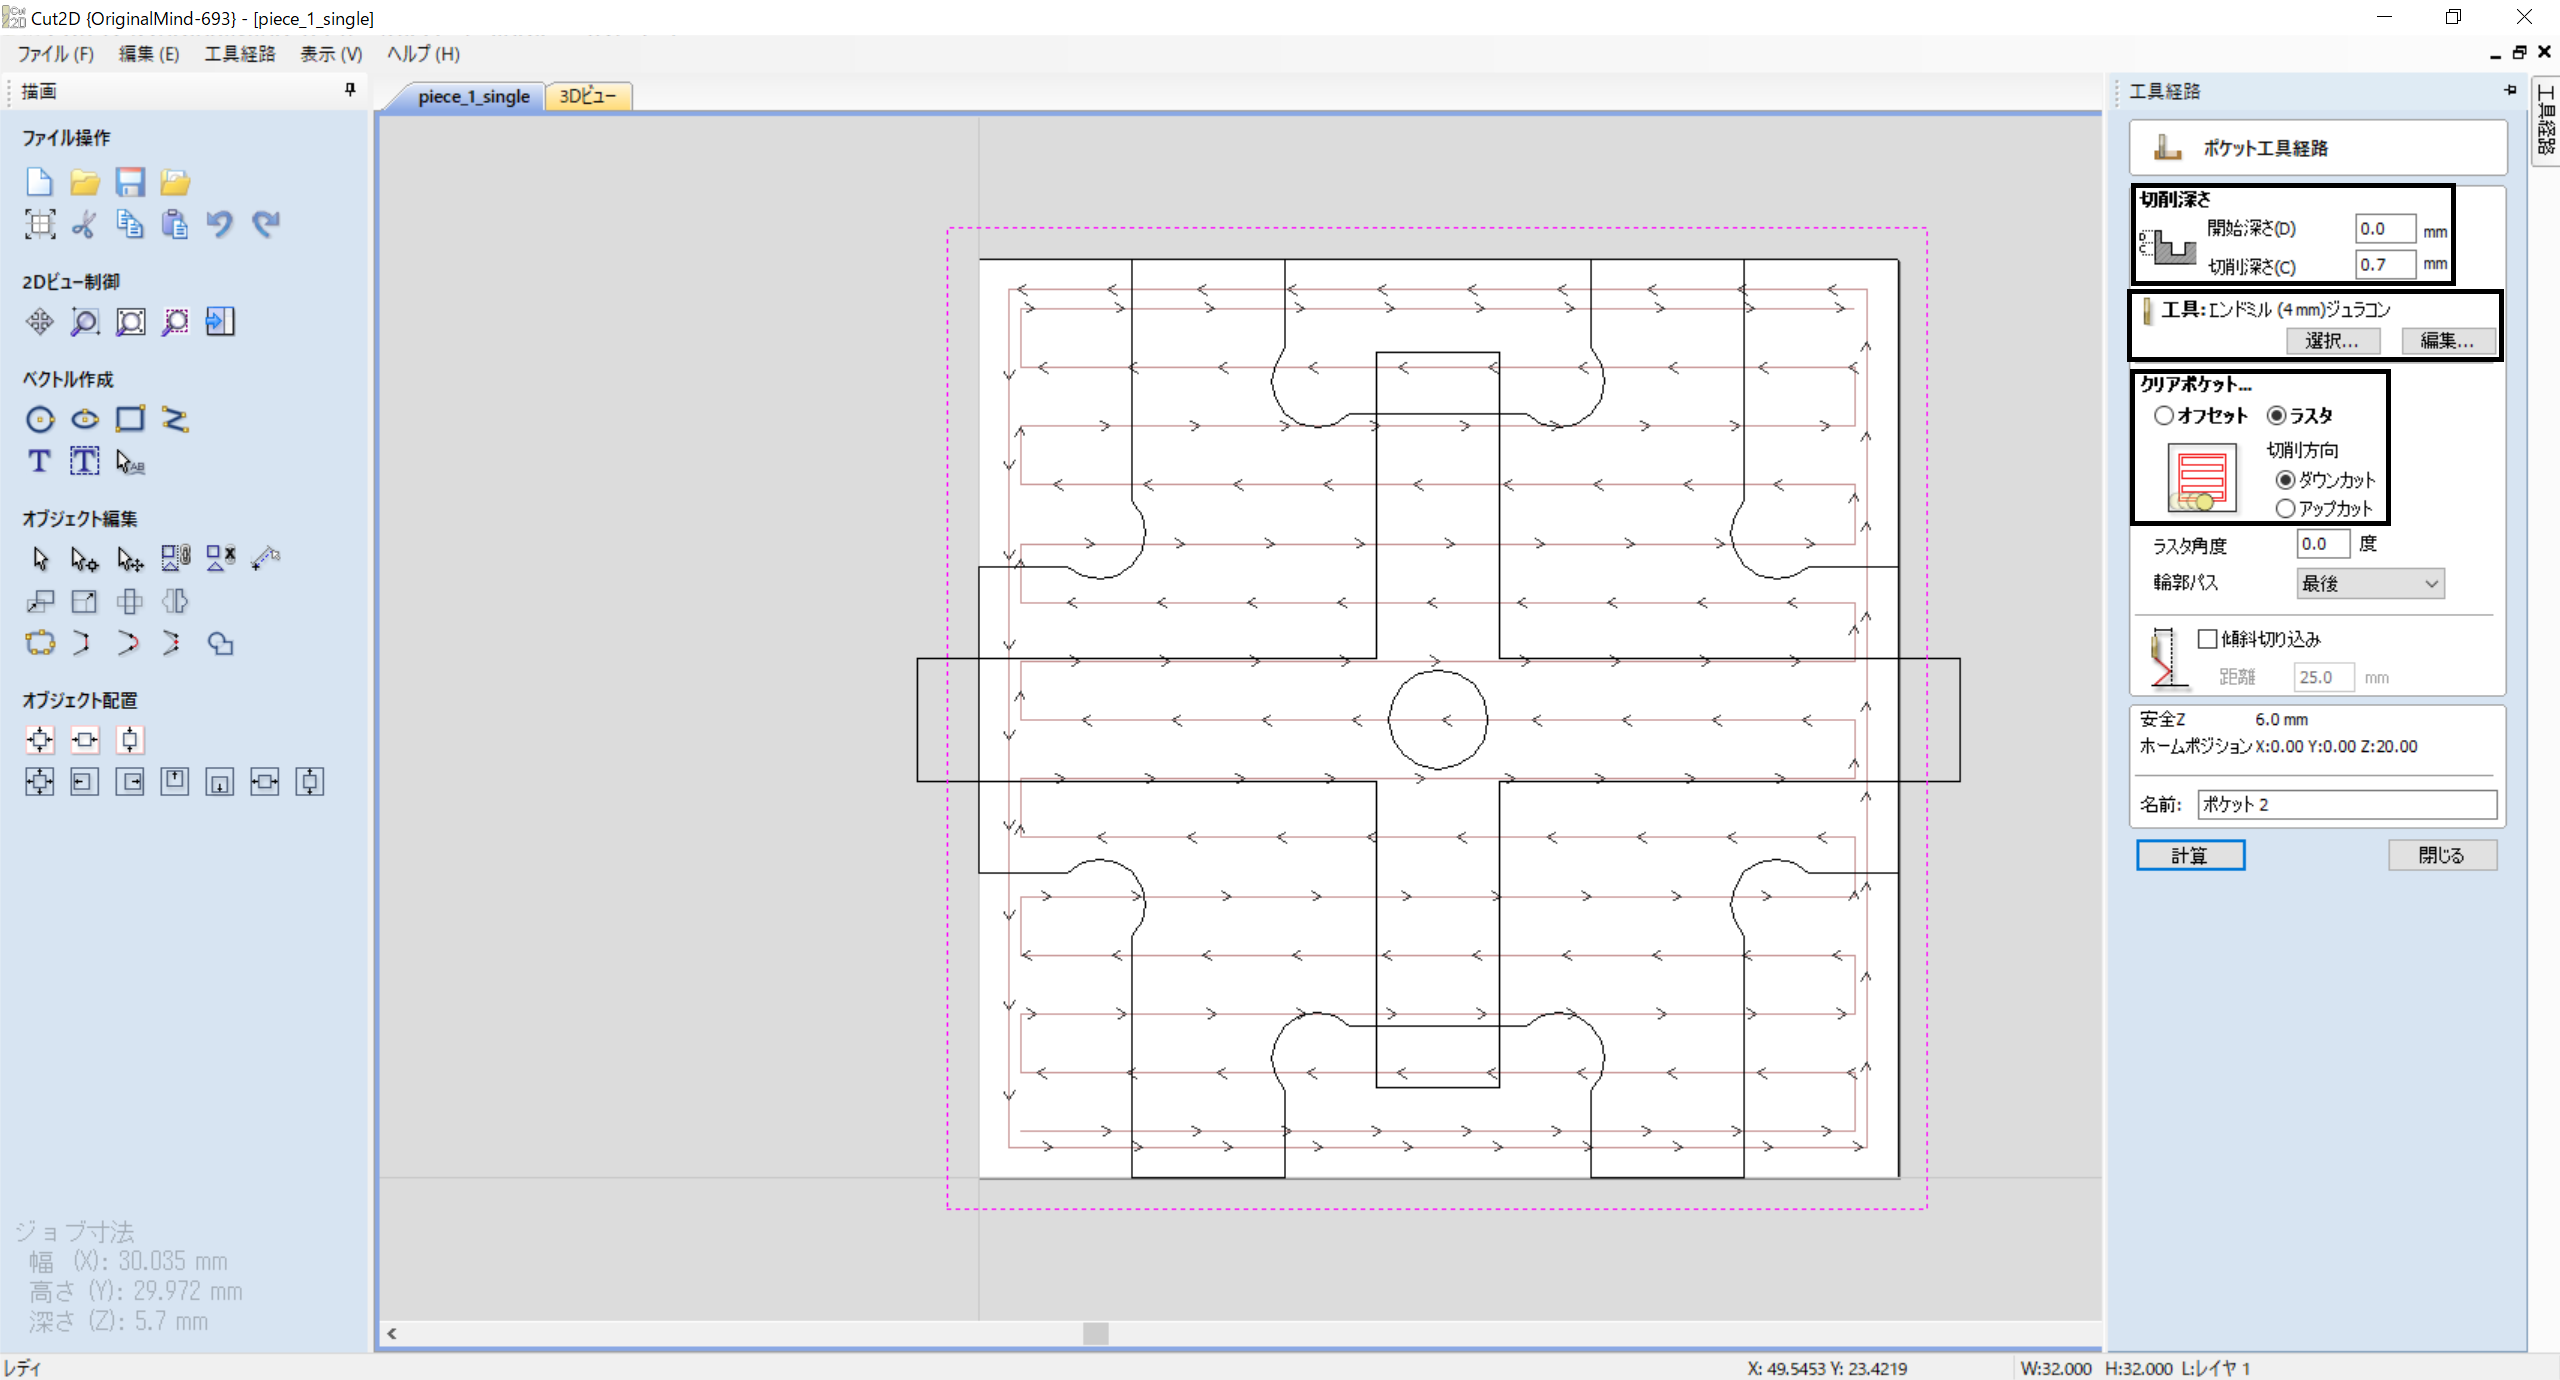 Cut2D {OriginalMind-693} - [piece_1_single]
ファイル (F) 編集 (E) 工具経路 表示 (V) ヘルプ (H)
描画
ファイル操作
2Dビュー制御
ベクトル作成
オブジェクト編集
オブジェクト配置
ジョブ寸法
幅 (X): 30.035 mm
高さ (Y): 29.972 mm
深さ (Z): 5.7 mm
piece_1_single 3Dビュー
工具経路
工具経路
ポケット工具経路
切削深さ
開始深さ(D) 0.0 mm
切削深さ(C) 0.7 mm
工具:エンドミル (4 mm)ジュラコン
選択... 編集...
クリアポケット...
オフセット ラスタ
切削方向
ダウンカット
アップカット
ラスタ角度 0.0 度
輪郭パス 最後
傾斜切り込み
距離 25.0 mm
安全Z 6.0 mm
ホームポジション X:0.00 Y:0.00 Z:20.00
名前: ポケット 2
計算 閉じる
レディ X: 49.5453 Y: 23.4219 W:32.000 H:32.000 L:レイヤ 1